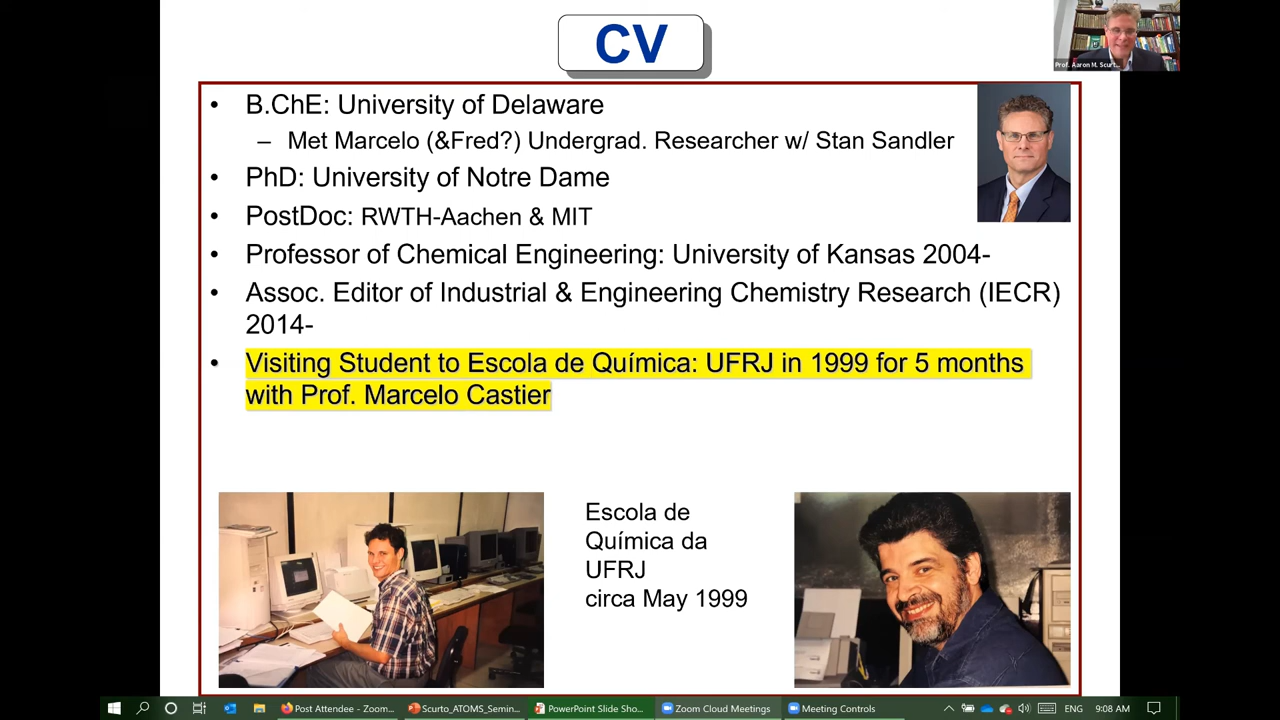 CV
Prof. Aaron M. Scurt...
• B.ChE: University of Delaware
– Met Marcelo (&Fred?) Undergrad. Researcher w/ Stan Sandler
• PhD: University of Notre Dame
• PostDoc: RWTH-Aachen & MIT
• Professor of Chemical Engineering: University of Kansas 2004-
• Assoc. Editor of Industrial & Engineering Chemistry Research (IECR)
2014-
• Visiting Student to Escola de Química: UFRJ in 1999 for 5 months
with Prof. Marcelo Castier
Escola de
Química da
UFRJ
circa May 1999
Post Attendee - Zoom...
Scurto_ATOMS_Semin...
PowerPoint Slide Sho...
Zoom Cloud Meetings
Meeting Controls
ENG
9:08 AM